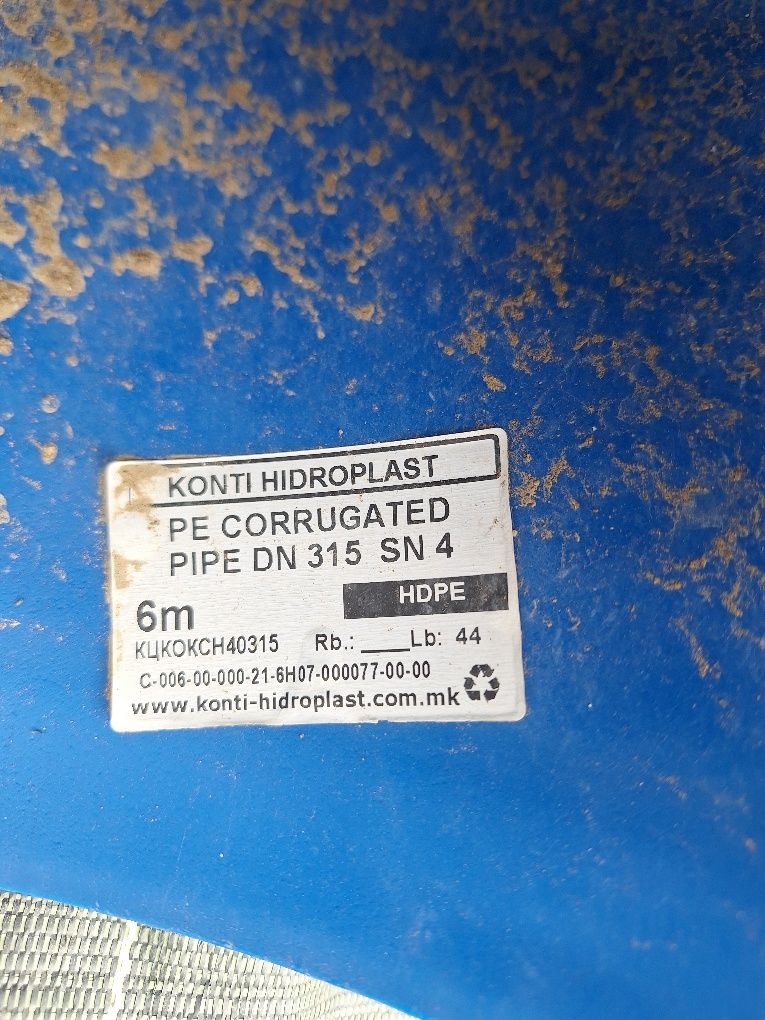 KONTI HIDROPLAST
PE CORRUGATED
PIPE DN 315 SN 4
HDPE
6m
КЦКОКСН40315 Rb.: ____Lb: 44
C-006-00-000-21-6H07-000077-00-00
www.konti-hidroplast.com.mk